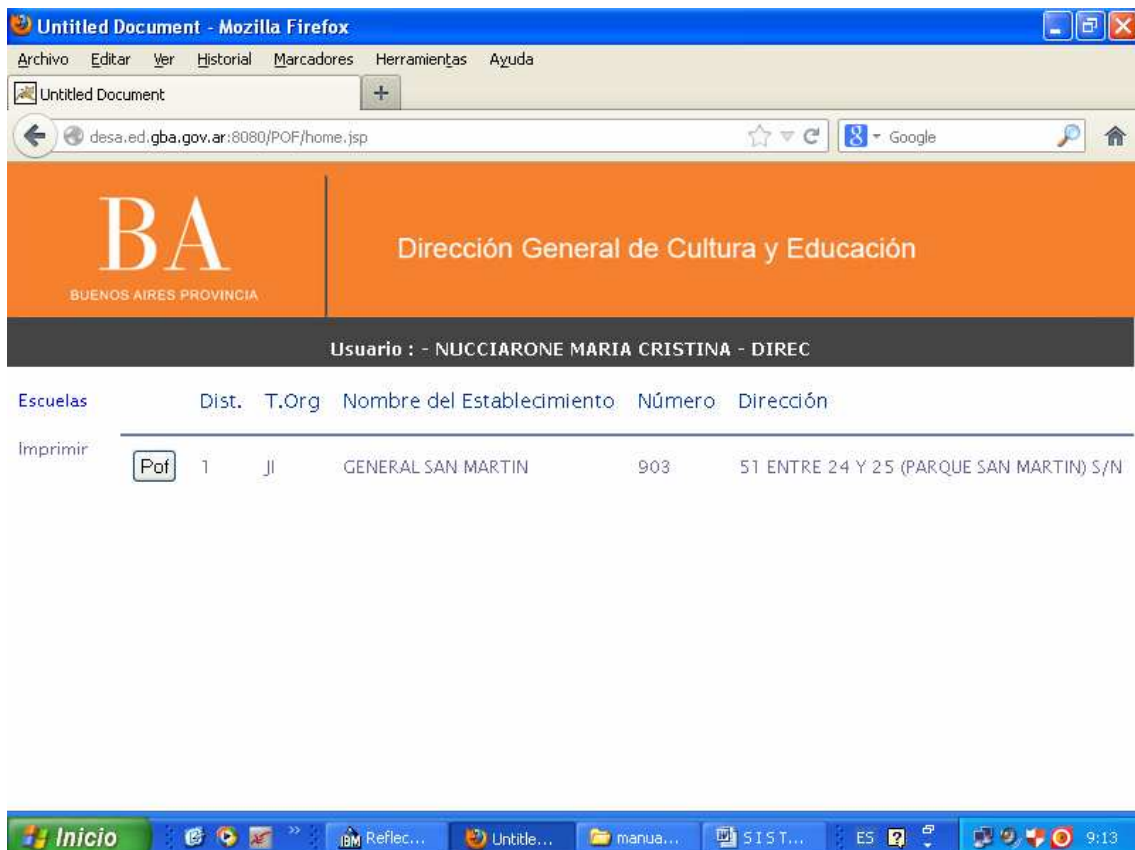 Untitled Document - Mozilla Firefox
Archivo Editar Ver Historial Marcadores Herramientas Ayuda
Untitled Document
desa.ed.gba.gov.ar:8080/POF/home.jsp
Google
BA
BUENOS AIRES PROVINCIA
Dirección General de Cultura y Educación
Usuario : - NUCCIARONE MARIA CRISTINA - DIREC
Escuelas
Imprimir
Dist. T.Org Nombre del Establecimiento Número Dirección
Pof 1 JI GENERAL SAN MARTIN 903 51 ENTRE 24 Y 25 (PARQUE SAN MARTIN) S/N
Inicio IBM Reflec... Untitle... manua... S I S T... ES 9:13